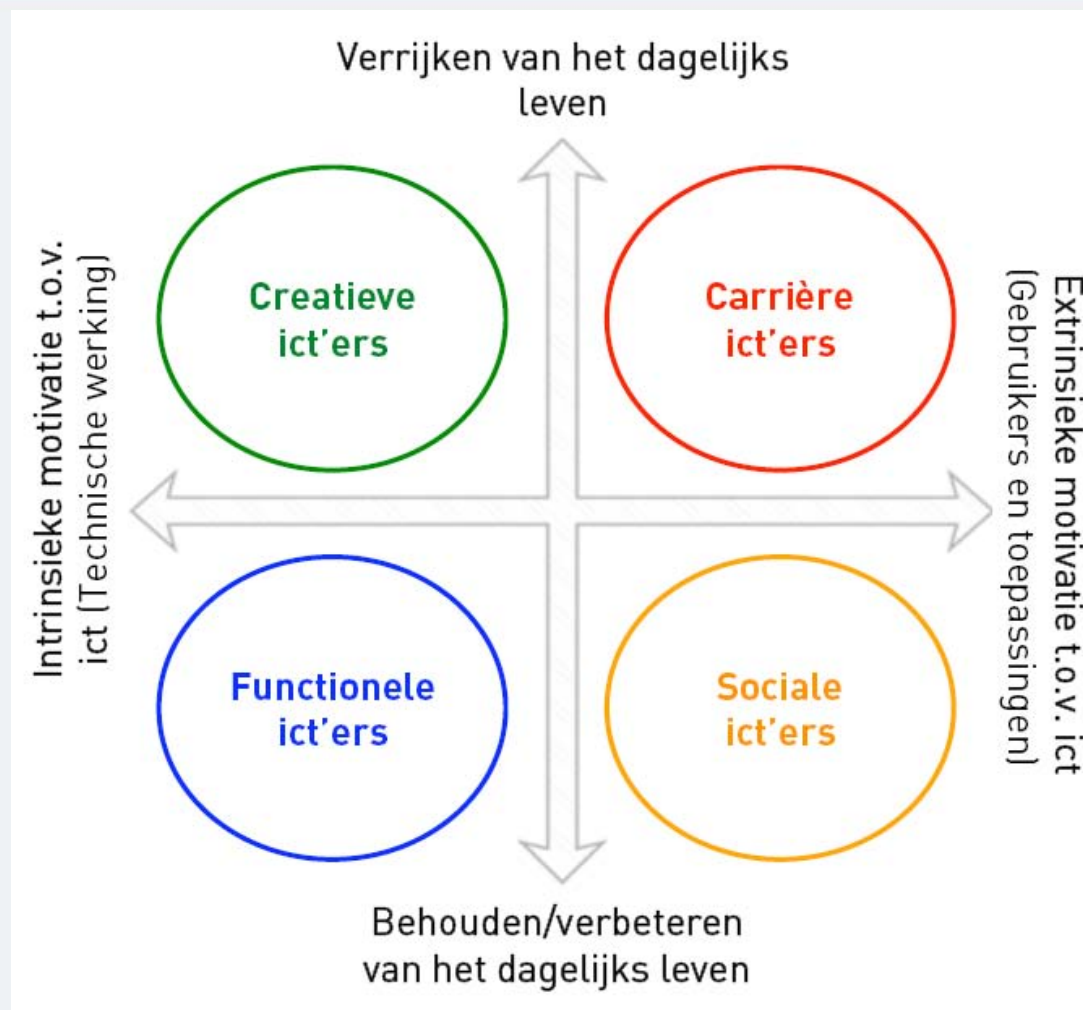 Verrijken van het dagelijks
leven
Intrinsieke motivatie t.o.v.
ict (Technische werking)
Creatieve
ict'ers
Carrière
ict'ers
Extrinsieke motivatie t.o.v. ict
(Gebruikers en toepassingen)
Functionele
ict'ers
Sociale
ict'ers
Behouden/verbeteren
van het dagelijks leven